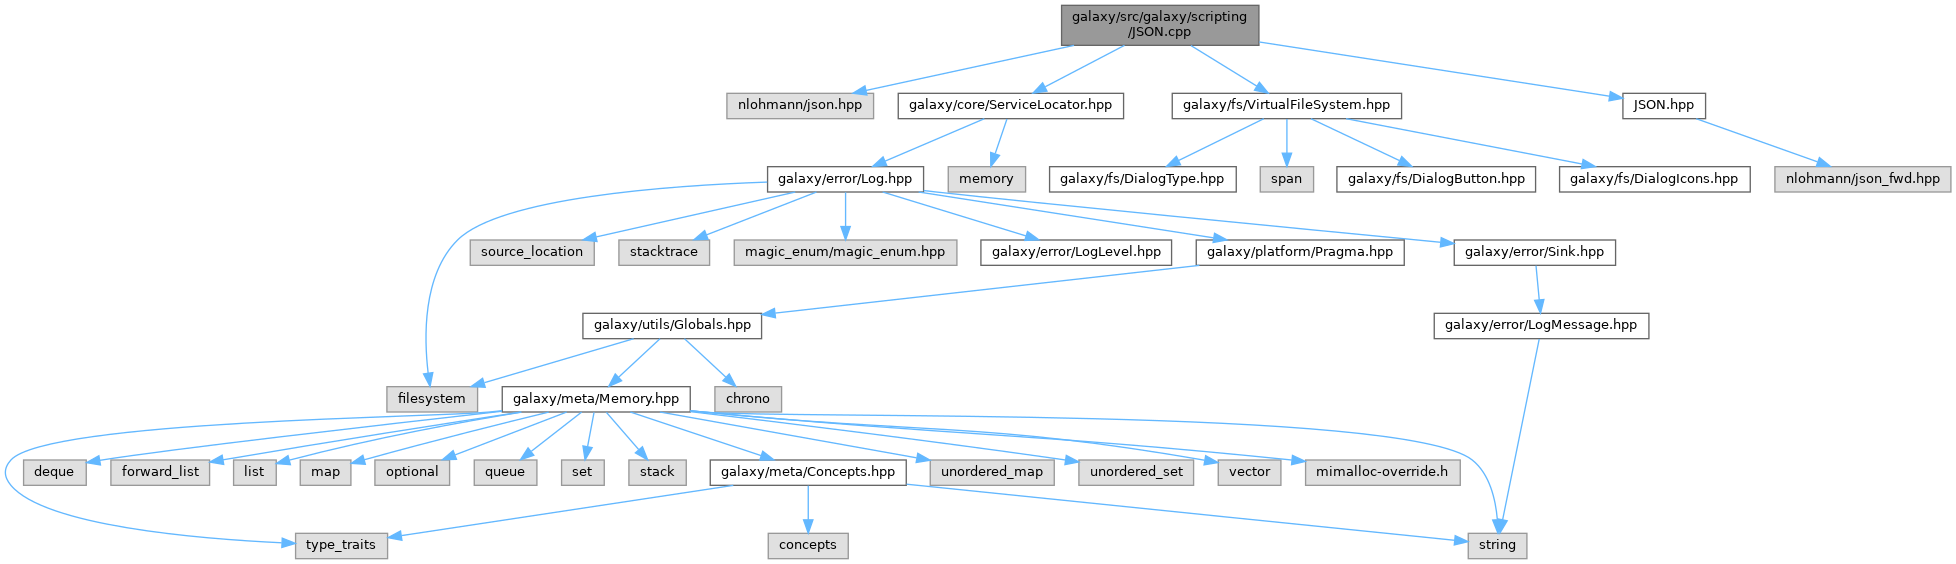 galaxy/src/galaxy/scripting
/JSON.cpp
nlohmann/json.hpp
galaxy/core/ServiceLocator.hpp
galaxy/fs/VirtualFileSystem.hpp
JSON.hpp
galaxy/error/Log.hpp
memory
galaxy/fs/DialogType.hpp
span
galaxy/fs/DialogButton.hpp
galaxy/fs/DialogIcons.hpp
nlohmann/json_fwd.hpp
source_location
stacktrace
magic_enum/magic_enum.hpp
galaxy/error/LogLevel.hpp
galaxy/platform/Pragma.hpp
galaxy/error/Sink.hpp
galaxy/utils/Globals.hpp
galaxy/error/LogMessage.hpp
filesystem
galaxy/meta/Memory.hpp
chrono
deque
forward_list
list
map
optional
queue
set
stack
galaxy/meta/Concepts.hpp
unordered_map
unordered_set
vector
mimalloc-override.h
type_traits
concepts
string